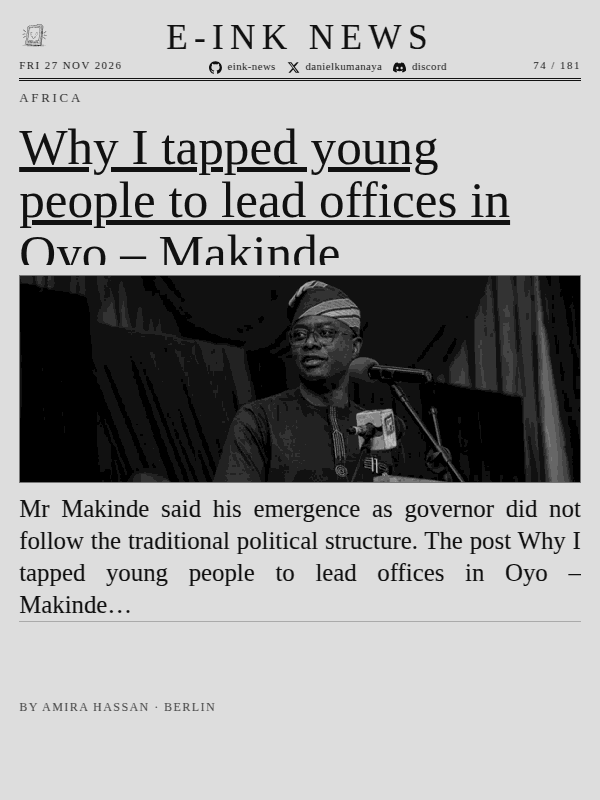 E-INK NEWS
FRI 27 NOV 2026
eink-news danielkumanaya discord
74 / 181
AFRICA
Why I tapped young
people to lead offices in
Oyo – Makinde
Mr Makinde said his emergence as governor did not
follow the traditional political structure. The post Why I
tapped young people to lead offices in Oyo –
Makinde…
BY AMIRA HASSAN · BERLIN